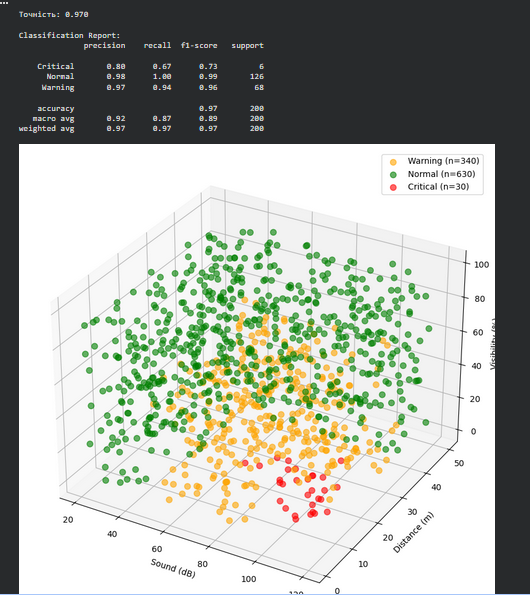 Точність: 0.970
Classification Report:
precision recall f1-score support
Critical 0.80 0.67 0.73 6
Normal 0.98 1.00 0.99 126
Warning 0.97 0.94 0.96 68
accuracy 0.97 200
macro avg 0.92 0.87 0.89 200
weighted avg 0.97 0.97 0.97 200
Warning (n=340)
Normal (n=630)
Critical (n=30)
100
80
60
40
20
0
50
40
30
20
10
0
Distance (m)
20
40
60
80
100
120
Sound (dB)